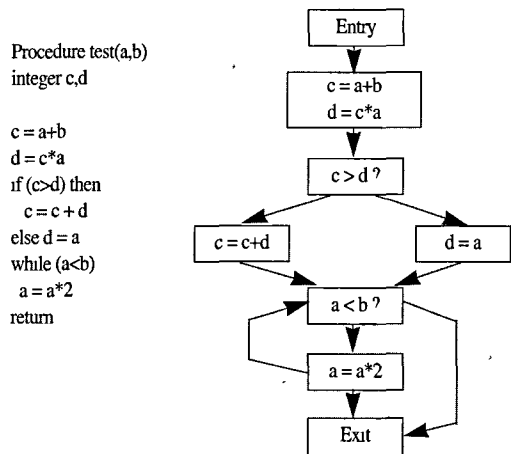 Procedure test(a,b)
integer c,d
c = a+b
d = c*a
if (c>d) then
c = c + d
else d = a
while (a<b)
a = a*2
return
Entry
c = a+b
d = c*a
c > d ?
c = c+d
d = a
a < b ?
a = a*2
Exit